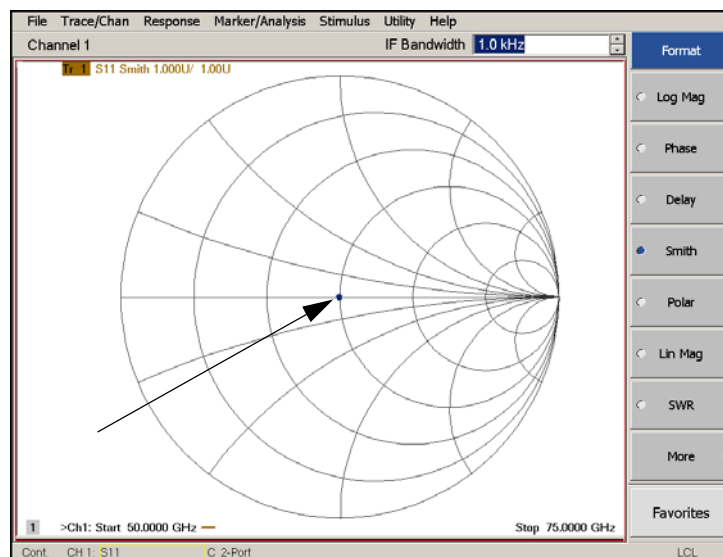 File Trace/Chan Response Marker/Analysis Stimulus Utility Help
Channel 1 IF Bandwidth 1.0 kHz
Tr 1 S11 Smith 1.000U/ 1.00U
1 >Ch1: Start 50.0000 GHz Stop 75.0000 GHz
Cont. CH 1: S11 C 2-Port LCL
Format
Log Mag
Phase
Delay
Smith
Polar
Lin Mag
SWR
More
Favorites